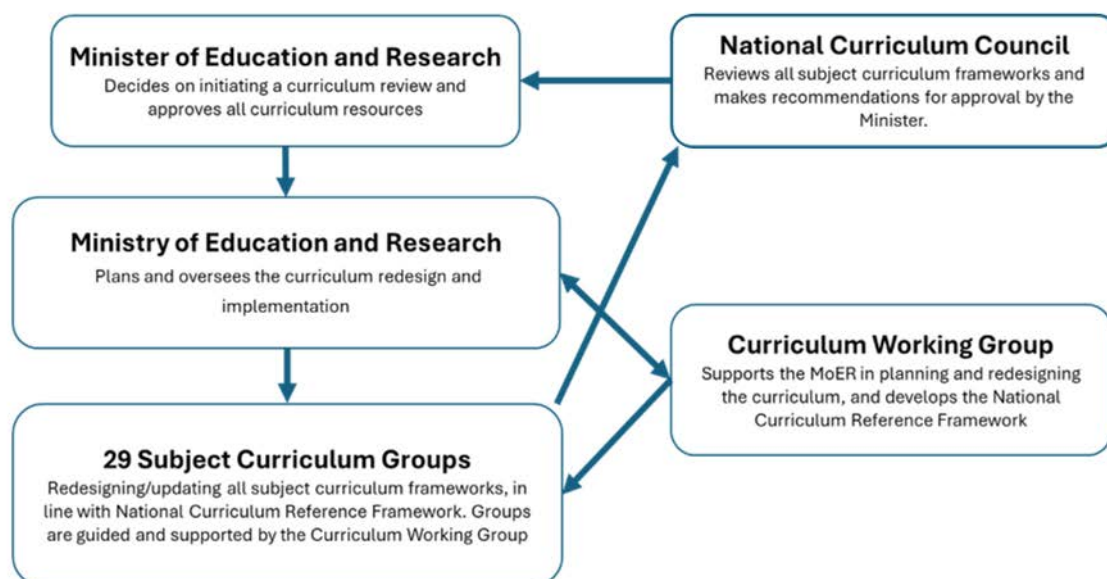 Minister of Education and Research
Decides on initiating a curriculum review and
approves all curriculum resources
National Curriculum Council
Reviews all subject curriculum frameworks and
makes recommendations for approval by the
Minister.
Ministry of Education and Research
Plans and oversees the curriculum redesign and
implementation
Curriculum Working Group
Supports the MoER in planning and redesigning
the curriculum, and develops the National
Curriculum Reference Framework
29 Subject Curriculum Groups
Redesigning/updating all subject curriculum frameworks, in
line with National Curriculum Reference Framework. Groups
are guided and supported by the Curriculum Working Group